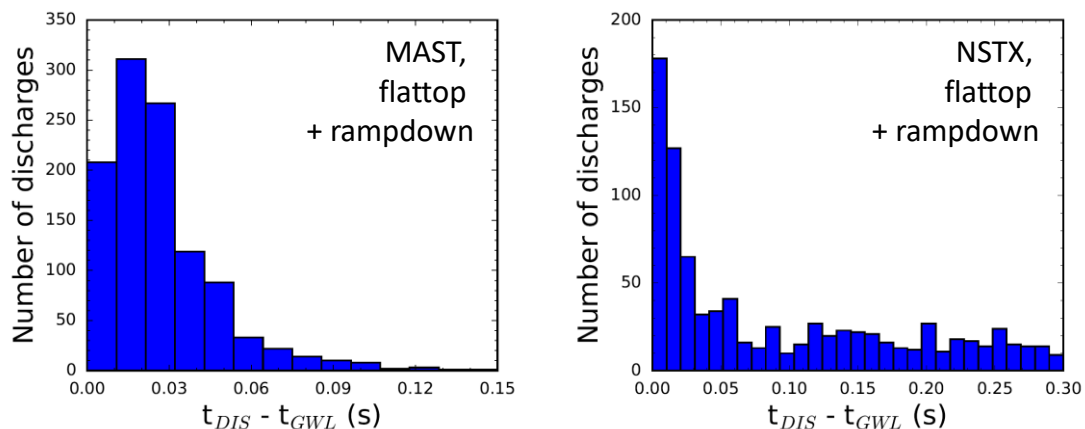 350
300
250
200
150
100
50
0
Number of discharges
MAST,
flattop
+ rampdown
0.00 0.03 0.06 0.09 0.12 0.15
t_DIS - t_GWL (s)
200
150
100
50
0
Number of discharges
NSTX,
flattop
+ rampdown
0.00 0.05 0.10 0.15 0.20 0.25 0.30
t_DIS - t_GWL (s)